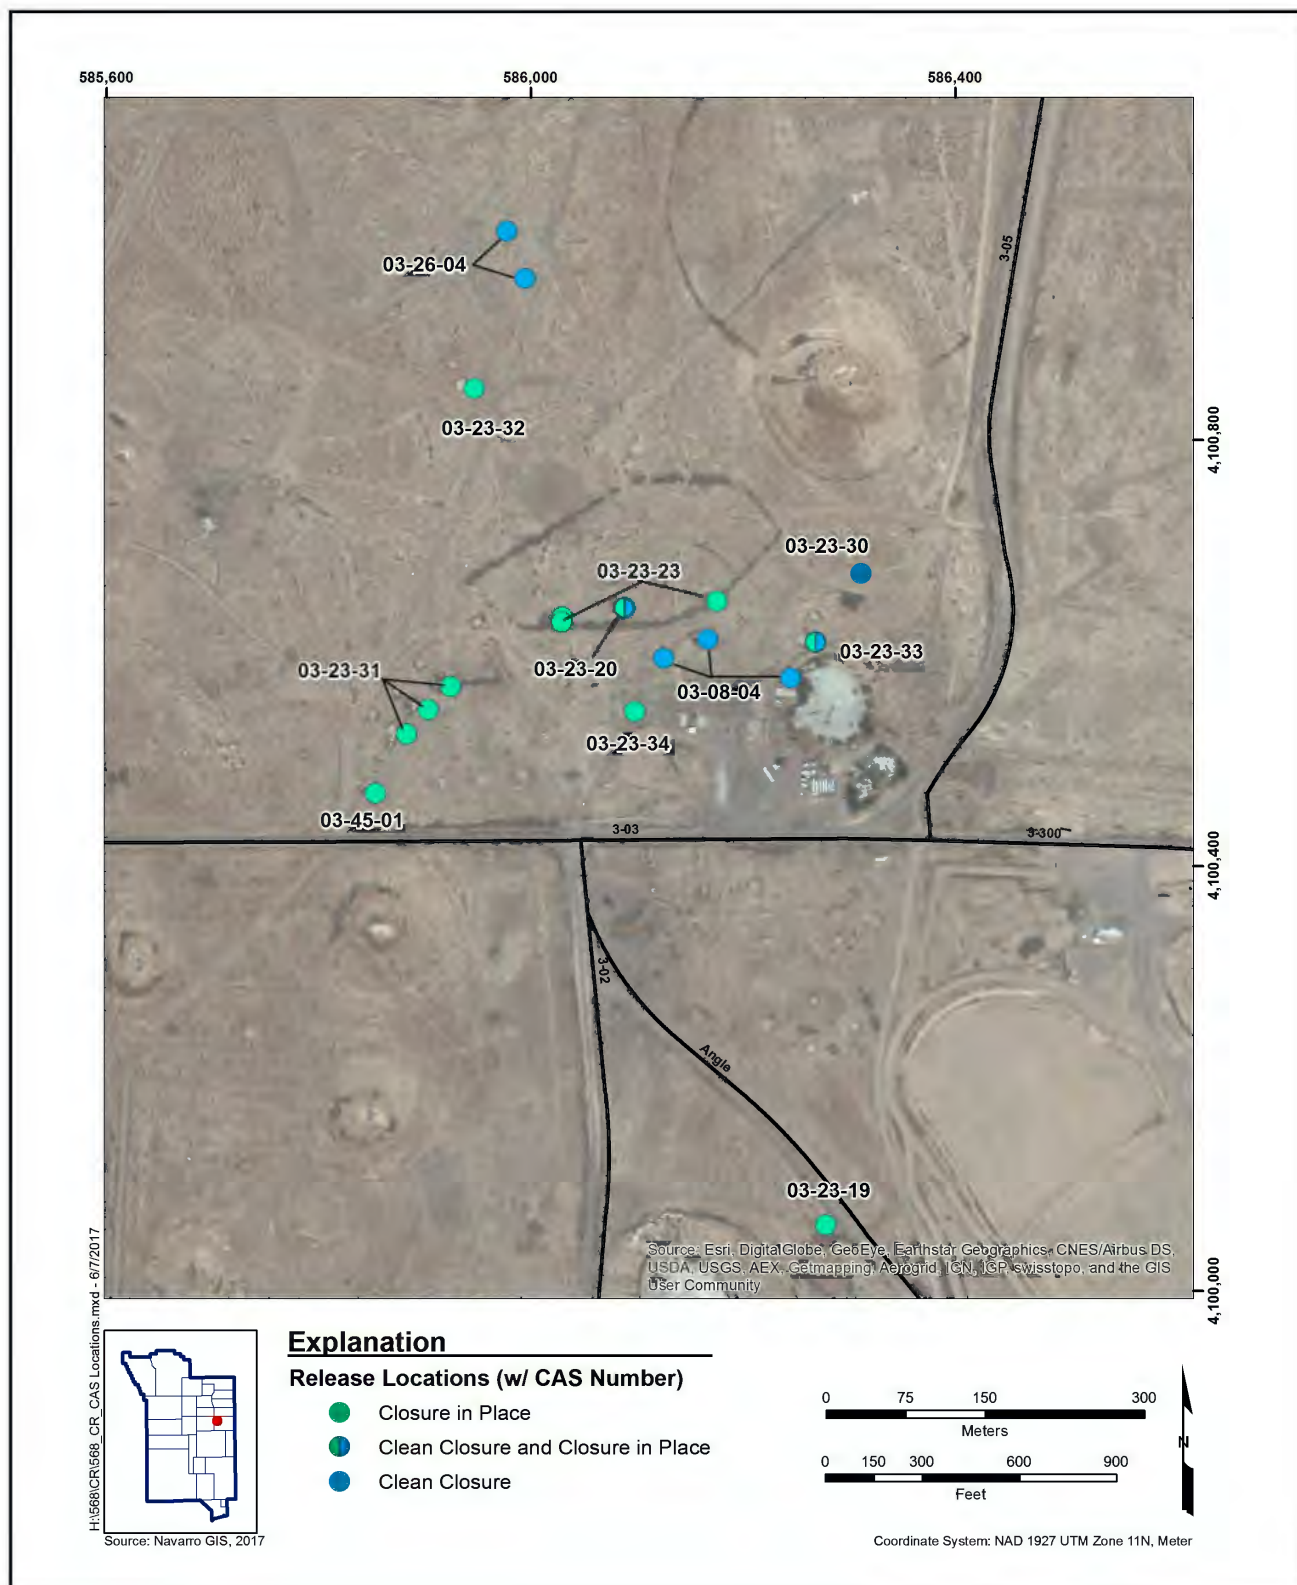 585,600
586,000
586,400
3-05
03-26-04
03-23-32
4,100,800
03-23-30
03-23-23
03-23-20
03-23-33
03-23-31
03-08-04
03-23-34
03-45-01
3-03
3-300
4,100,400
3-02
Angle
03-23-19
Source: Esri, DigitalGlobe, GeoEye, Earthstar Geographics, CNES/Airbus DS,
USDA, USGS, AEX, Getmapping, Aerogrid, IGN, IGP, swisstopo, and the GIS
User Community
4,100,000
H:\568\CR\568_CR_CAS Locations.mxd - 6/7/2017
Explanation
Release Locations (w/ CAS Number)
Closure in Place
Clean Closure and Closure in Place
Clean Closure
0 75 150 300
Meters
0 150 300 600 900
Feet
N
Source: Navarro GIS, 2017
Coordinate System: NAD 1927 UTM Zone 11N, Meter